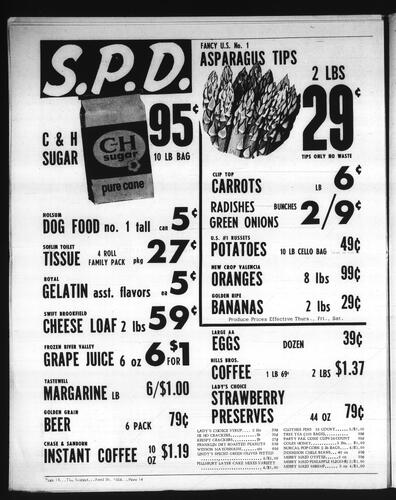 S.P.D.
C & H
SUGAR
C and H
sugar
pure cane
95¢
10 LB BAG
HOLSUM
DOG FOOD no. 1 tall can 5¢
SOFLIN TOILET
TISSUE 4 ROLL FAMILY PACK pkg 27¢
ROYAL
GELATIN asst. flavors ea 5¢
SWIFT BROOKFIELD
CHEESE LOAF 2 lbs 59¢
FROZEN RIVER VALLEY
GRAPE JUICE 6 oz 6 FOR $1
TASTEWELL
MARGARINE LB 6/$1.00
GOLDEN GRAIN
BEER 6 PACK 79¢
CHASE & SANBORN
INSTANT COFFEE 10 oz $1.19
FANCY U.S. No. 1
ASPARAGUS TIPS
2 LBS
29¢
TIPS ONLY NO WASTE
CLIP TOP
CARROTS LB 6¢
RADISHES
GREEN ONIONS BUNCHES 2/9¢
U.S. #1 RUSSETS
POTATOES 10 LB CELLO BAG 49¢
NEW CROP VALENCIA
ORANGES 8 lbs 99¢
GOLDEN RIPE
BANANAS 2 lbs 29¢
Produce Prices Effective Thurs., Fri., Sat.
LARGE AA
EGGS DOZEN 39¢
HILLS BROS.
COFFEE 1 LB 69¢ 2 LBS $1.37
LADY'S CHOICE
STRAWBERRY
PRESERVES 44 OZ 79¢